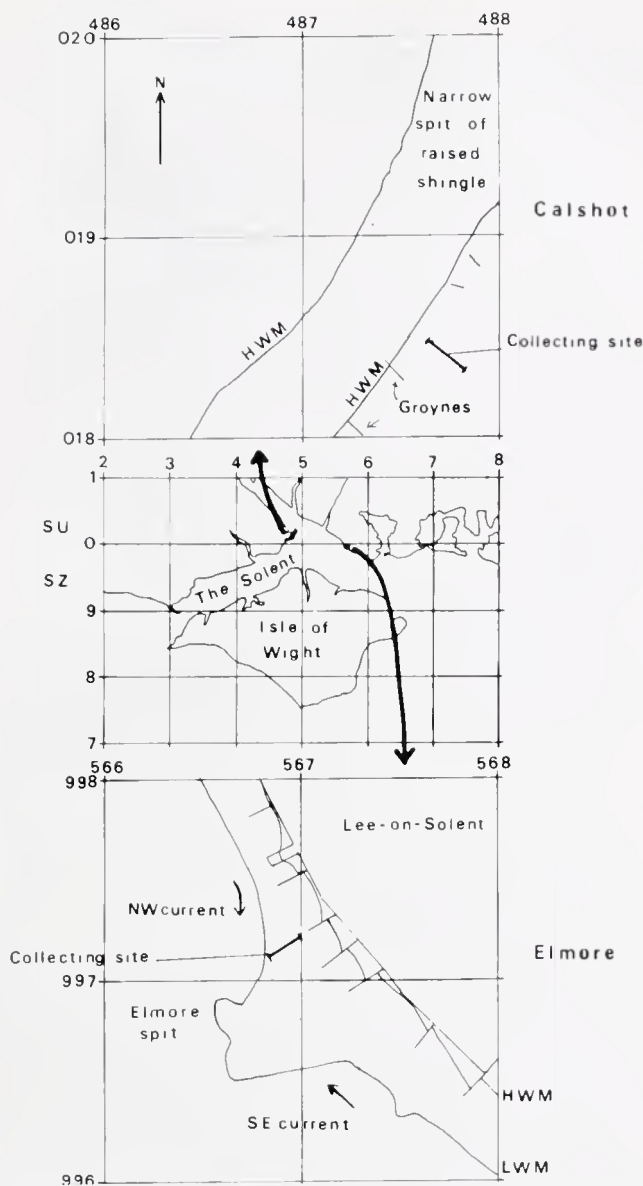 486 487 488
020
N
Narrow
spit of
raised
shingle
Calshot
019
HWM
HWM
Collecting site
Groynes
018
2 3 4 5 6 7 8
1
SU
0
The Solent
SZ
9
Isle of
Wight
8
7
566 567 568
998
Lee-on-Solent
NW current
Collecting site
Elmore
997
Elmore
spit
HWM
SE current
LWM
996